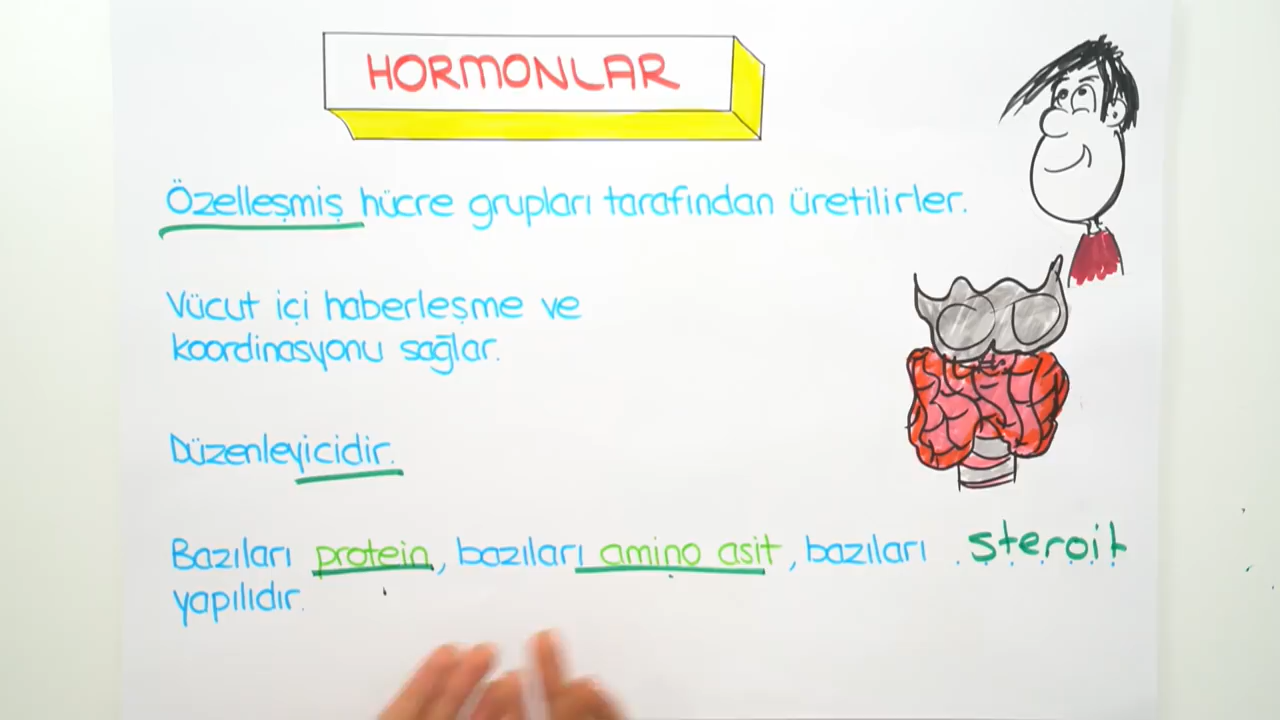 HORMONLAR
Özelleşmiş hücre grupları tarafından üretilirler.
Vücut içi haberleşme ve
koordinasyonu sağlar.
Düzenleyicidir.
Bazıları protein, bazıları amino asit, bazıları steroit
yapılıdır.